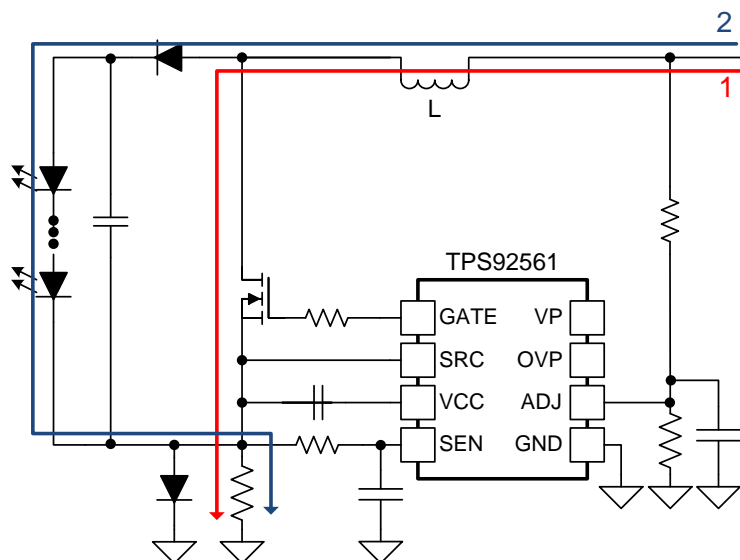 2
1
L
TPS92561
GATE VP
SRC OVP
VCC ADJ
SEN GND